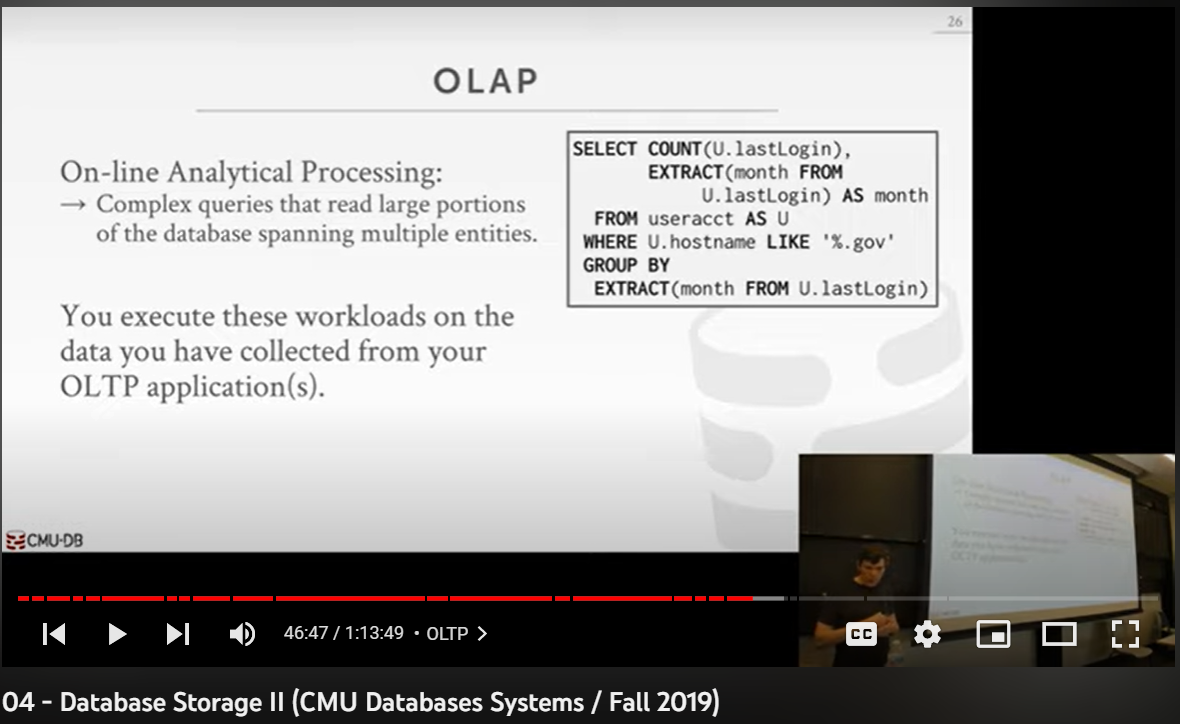 26
OLAP
On-line Analytical Processing:
→ Complex queries that read large portions
of the database spanning multiple entities.
You execute these workloads on the
data you have collected from your
OLTP application(s).
SELECT COUNT(U.lastLogin),
EXTRACT(month FROM
U.lastLogin) AS month
FROM useracct AS U
WHERE U.hostname LIKE '%.gov'
GROUP BY
EXTRACT(month FROM U.lastLogin)
CMU·DB
46:47 / 1:13:49 • OLTP
CC
04 - Database Storage II (CMU Databases Systems / Fall 2019)